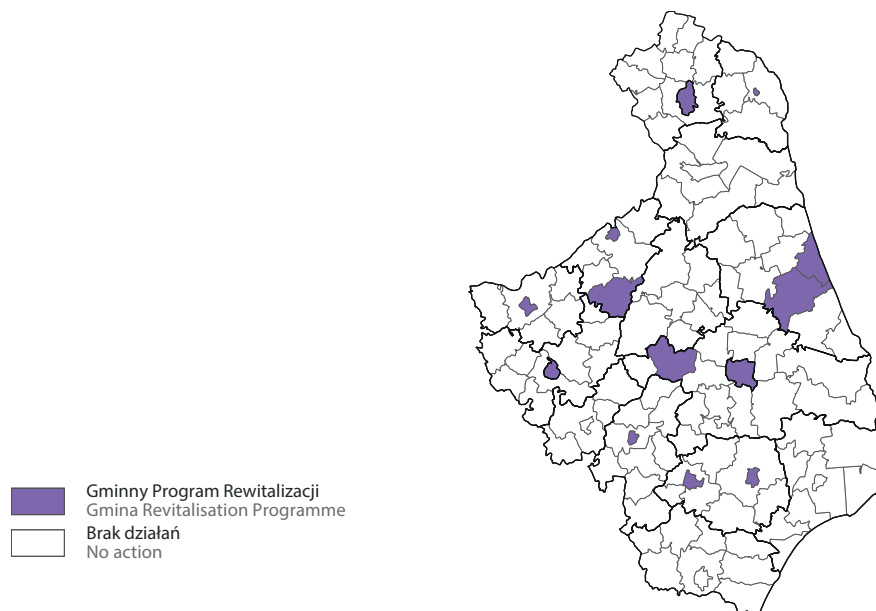 Gminny Program Rewitalizacji
Gmina Revitalisation Programme
Brak działań
No action